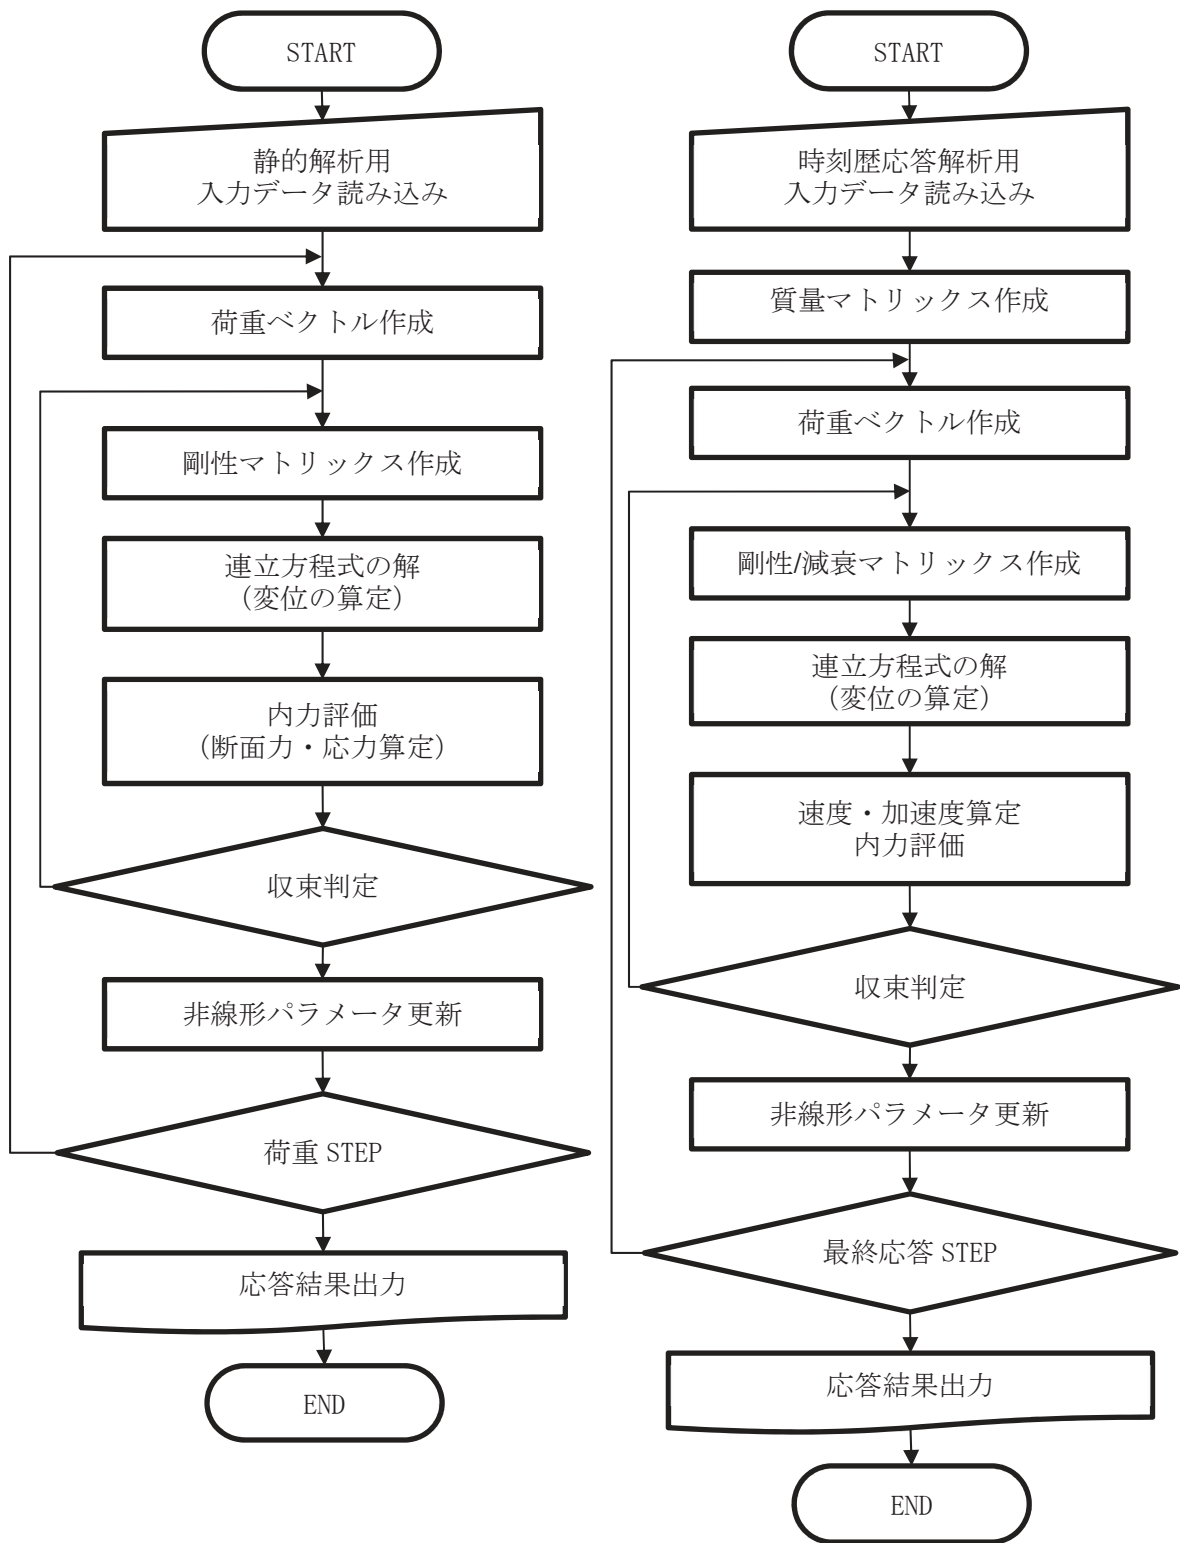 START
静的解析用
入力データ読み込み
荷重ベクトル作成
剛性マトリックス作成
連立方程式の解
（変位の算定）
内力評価
（断面力・応力算定）
収束判定
非線形パラメータ更新
荷重 STEP
応答結果出力
END
START
時刻歴応答解析用
入力データ読み込み
質量マトリックス作成
荷重ベクトル作成
剛性/減衰マトリックス作成
連立方程式の解
（変位の算定）
速度・加速度算定
内力評価
収束判定
非線形パラメータ更新
最終応答 STEP
応答結果出力
END